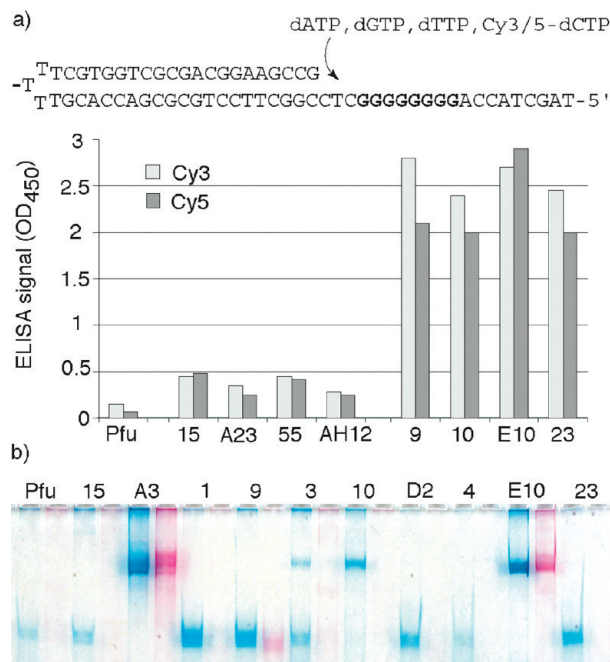 a)
dATP,dGTP,dTTP,Cy3/5-dCTP
TTCGTGGTCGCGACGGAAGCCG
-T
TTGCACCAGCGCGTCCTTCGGCCTCGGGGGGGGACCATCGAT-5'
ELISA signal (OD450)
3
2.5
2
1.5
1
0.5
0
Cy3
Cy5
Pfu 15 A23 55 AH12 9 10 E10 23
b)
Pfu 15 A3 1 9 3 10 D2 4 E10 23